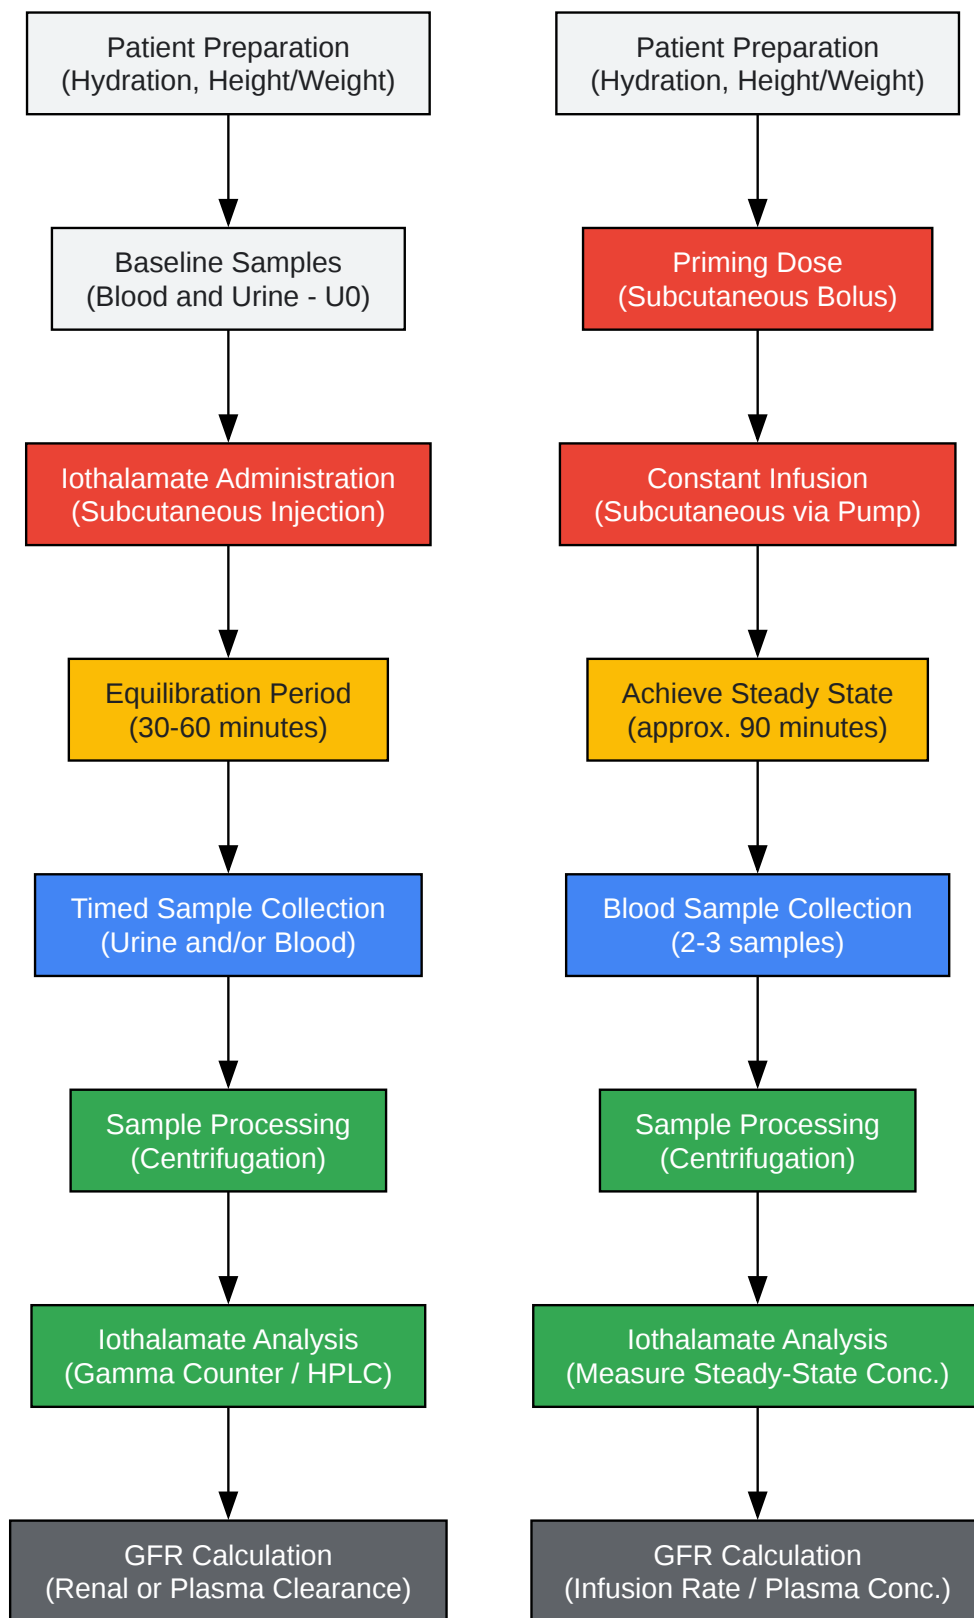 Patient Preparation
(Hydration, Height/Weight)
Baseline Samples
(Blood and Urine - U0)
Iothalamate Administration
(Subcutaneous Injection)
Equilibration Period
(30-60 minutes)
Timed Sample Collection
(Urine and/or Blood)
Sample Processing
(Centrifugation)
Iothalamate Analysis
(Gamma Counter / HPLC)
GFR Calculation
(Renal or Plasma Clearance)
Patient Preparation
(Hydration, Height/Weight)
Priming Dose
(Subcutaneous Bolus)
Constant Infusion
(Subcutaneous via Pump)
Achieve Steady State
(approx. 90 minutes)
Blood Sample Collection
(2-3 samples)
Sample Processing
(Centrifugation)
Iothalamate Analysis
(Measure Steady-State Conc.)
GFR Calculation
(Infusion Rate / Plasma Conc.)